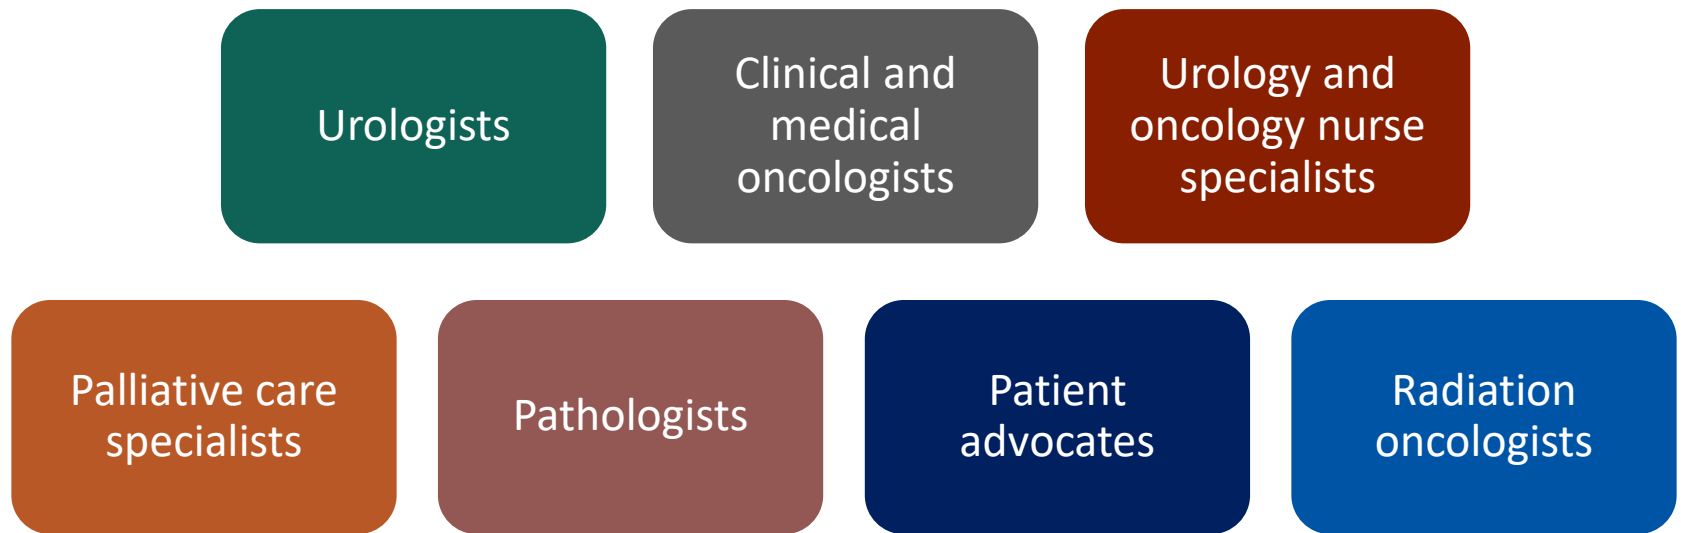 Urologists
Clinical and
medical
oncologists
Urology and
oncology nurse
specialists
Palliative care
specialists
Pathologists
Patient
advocates
Radiation
oncologists